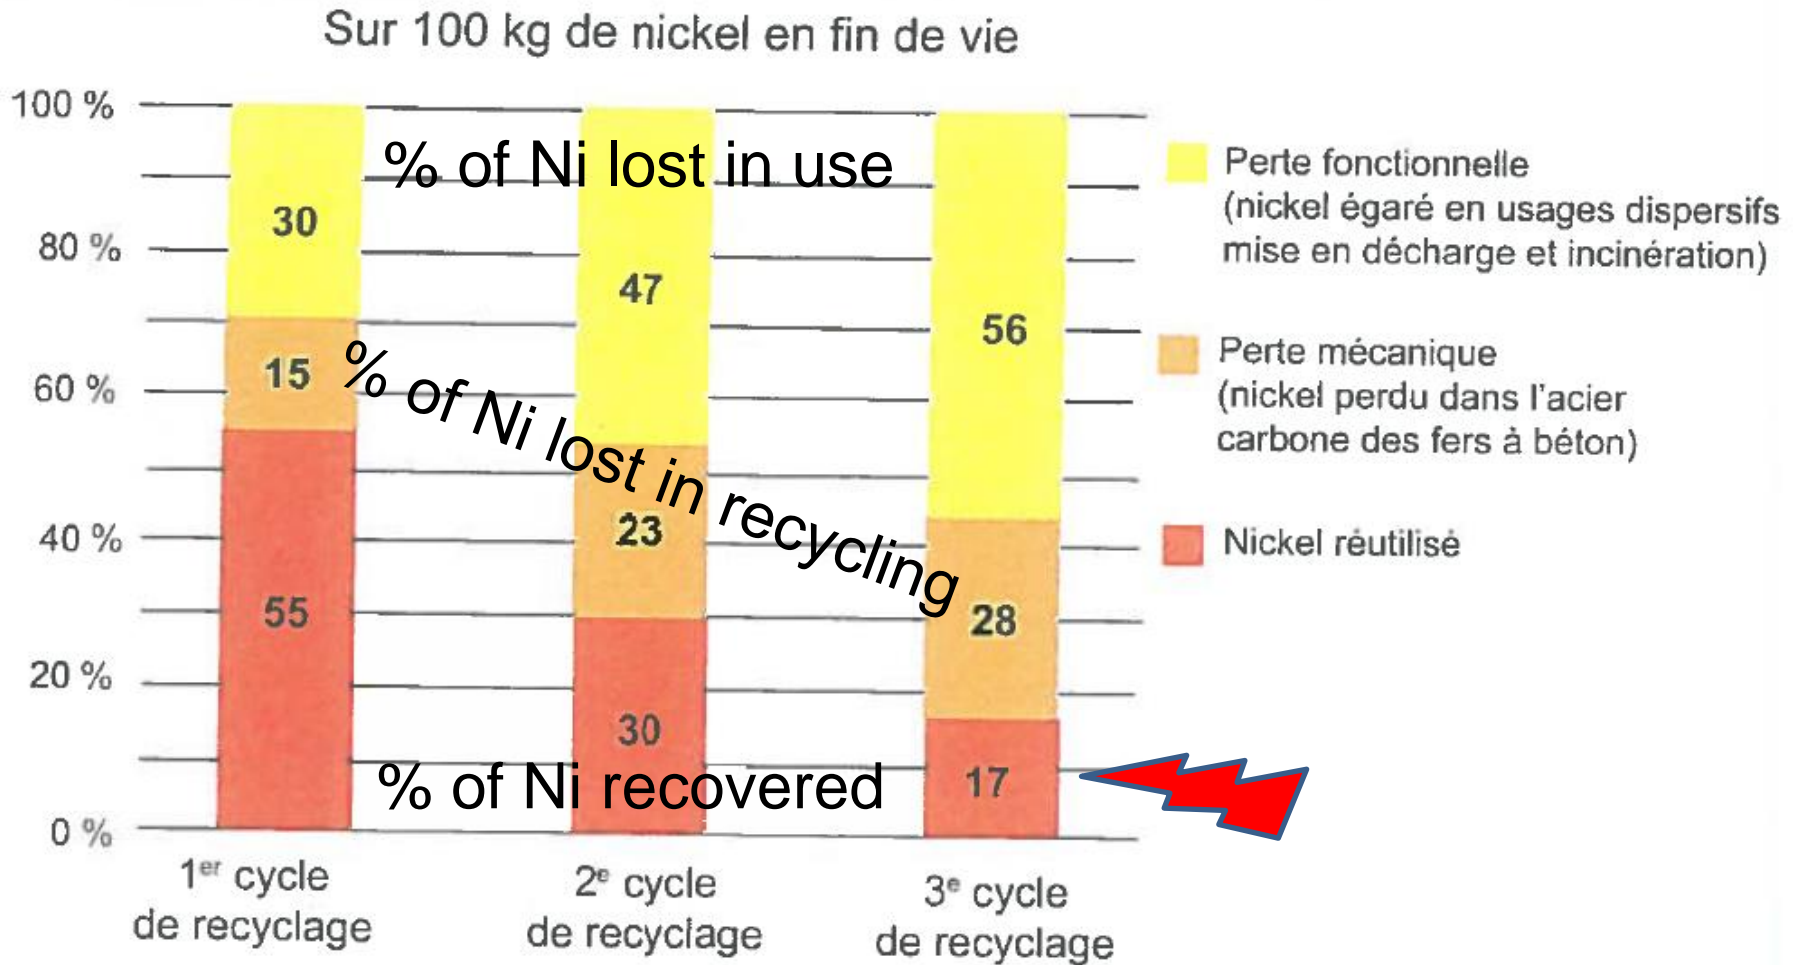 Sur 100 kg de nickel en fin de vie
100 %
80 %
60 %
40 %
20 %
0 %
% of Ni lost in use
% of Ni lost in recycling
% of Ni recovered
30
15
55
47
23
30
56
28
17
1er cycle
de recyclage
2e cycle
de recyclage
3e cycle
de recyclage
Perte fonctionnelle
(nickel égaré en usages dispersifs
mise en décharge et incinération)
Perte mécanique
(nickel perdu dans l'acier
carbone des fers à béton)
Nickel réutilisé